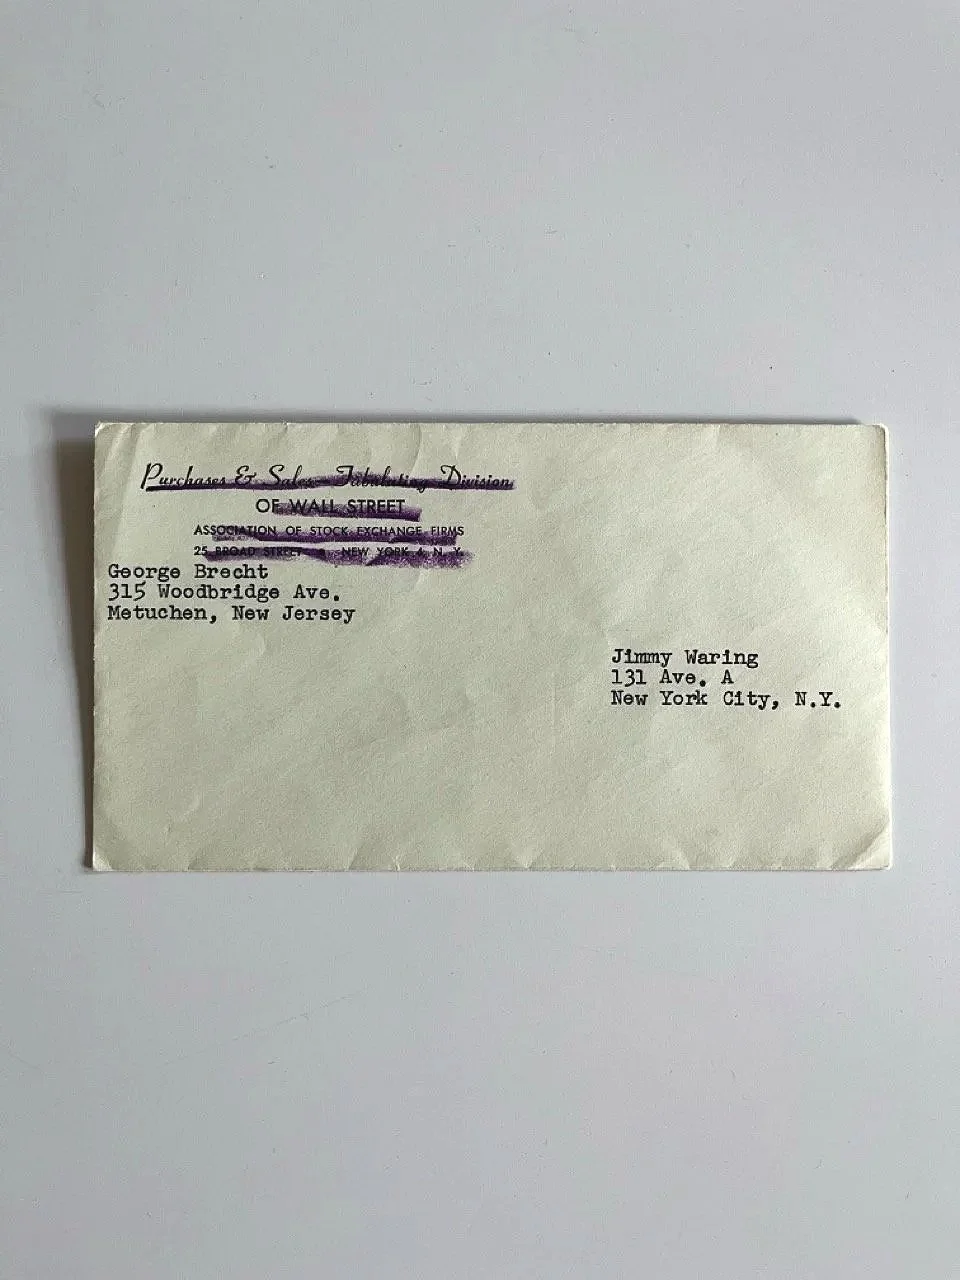 Purchases & Sales - Tabulating Division
OF WALL STREET
ASSOCIATION OF STOCK EXCHANGE FIRMS
25 BROAD STREET NEW YORK 4, N. Y.
George Brecht
315 Woodbridge Ave.
Metuchen, New Jersey
Jimmy Waring
131 Ave. A
New York City, N.Y.